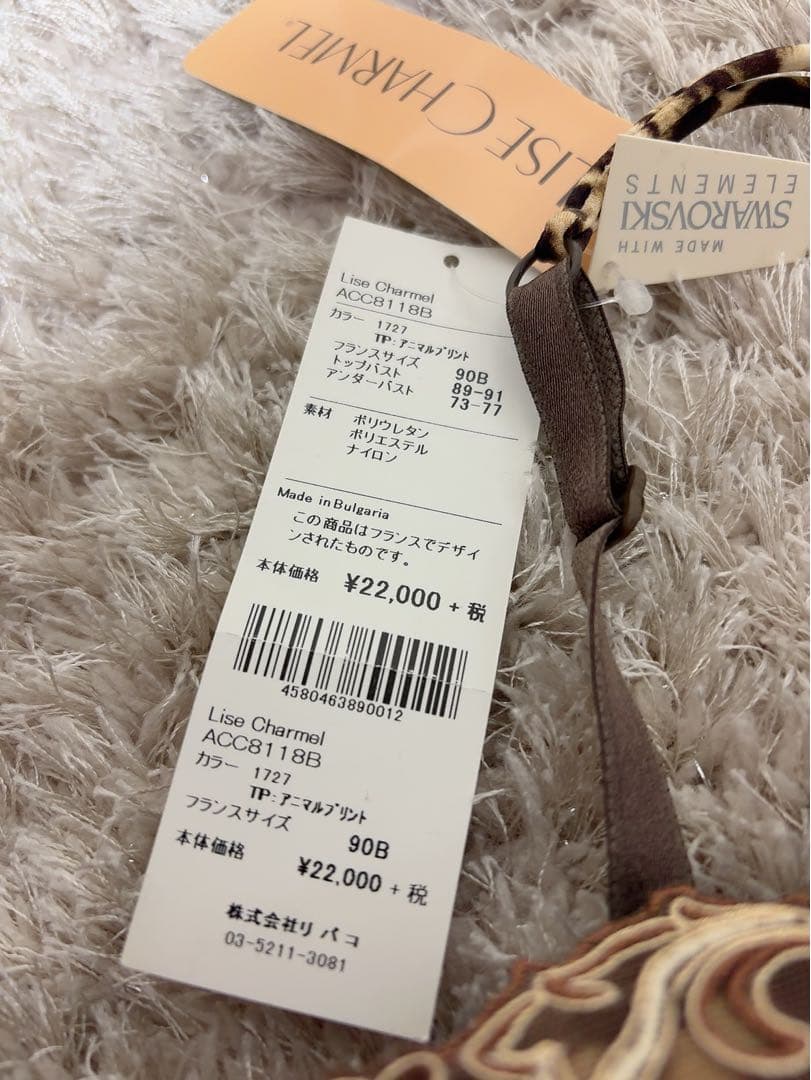 LISE CHARMEL®
LISE CHARMEL
MADE WITH
SWAROVSKI
ELEMENTS
Lise Charmel
ACC8118B
カラー 1727
TP:アニマルプリント
フランスサイズ 90B
トップバスト 89-91
アンダーバスト 73-77
素材 ポリウレタン
ポリエステル
ナイロン
Made in Bulgaria
この商品はフランスでデザイ
ンされたものです。
本体価格 ¥22,000 + 税
4580463890012
Lise Charmel
ACC8118B
カラー 1727
TP:アニマルプリント
フランスサイズ 90B
本体価格 ¥22,000 + 税
株式会社リバコ
03-5211-3081